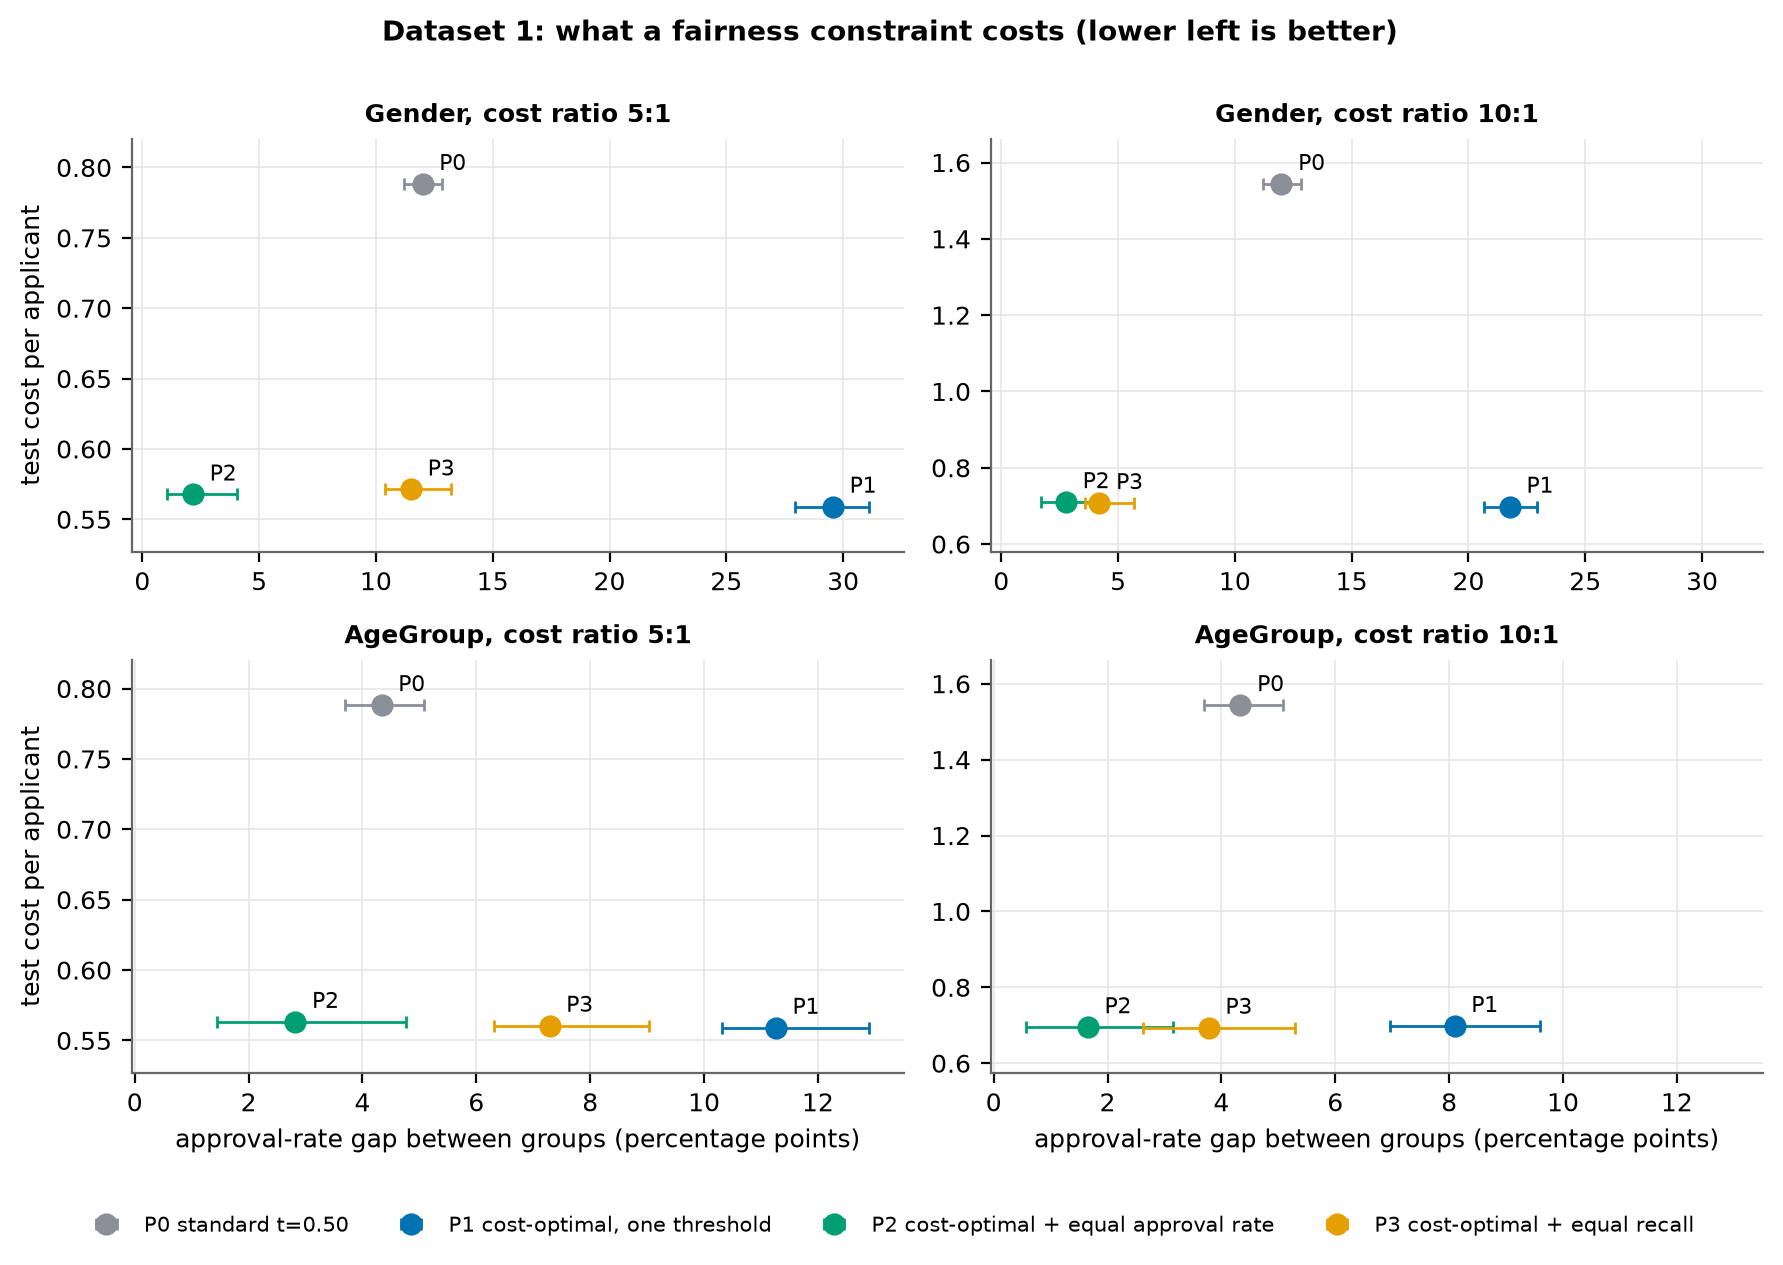 Dataset 1: what a fairness constraint costs (lower left is better)
Gender, cost ratio 5:1
test cost per applicant
0.80
0.75
0.70
0.65
0.60
0.55
P0
P2
P3
P1
0 5 10 15 20 25 30
Gender, cost ratio 10:1
1.6
1.4
1.2
1.0
0.8
0.6
P0
P2 P3
P1
0 5 10 15 20 25 30
AgeGroup, cost ratio 5:1
test cost per applicant
0.80
0.75
0.70
0.65
0.60
0.55
P0
P2
P3
P1
0 2 4 6 8 10 12
approval-rate gap between groups (percentage points)
AgeGroup, cost ratio 10:1
1.6
1.4
1.2
1.0
0.8
0.6
P0
P2
P3
P1
0 2 4 6 8 10 12
approval-rate gap between groups (percentage points)
P0 standard t=0.50
P1 cost-optimal, one threshold
P2 cost-optimal + equal approval rate
P3 cost-optimal + equal recall